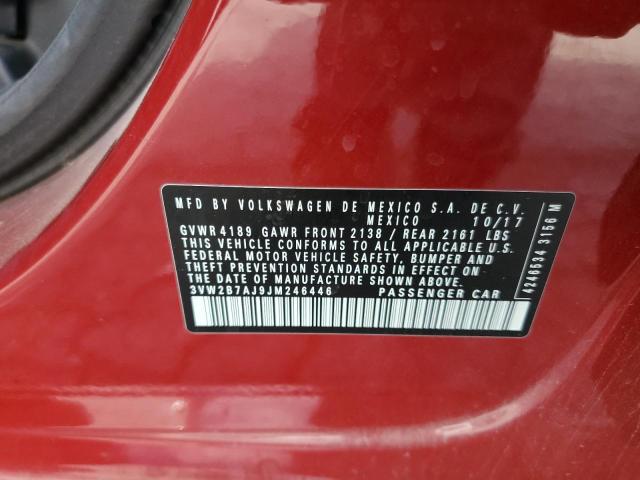 MFD BY VOLKSWAGEN DE MEXICO S.A. DE C.V.
MEXICO 10/17
GVWR 4189 GAWR FRONT 2138 / REAR 2161 LBS
THIS VEHICLE CONFORMS TO ALL APPLICABLE U.S.
FEDERAL MOTOR VEHICLE SAFETY, BUMPER AND
THEFT PREVENTION STANDARDS IN EFFECT ON
THE DATE OF MANUFACTURE SHOWN ABOVE.
3VW2B7AJ9JM246446 PASSENGER CAR
4246934 3T56 M